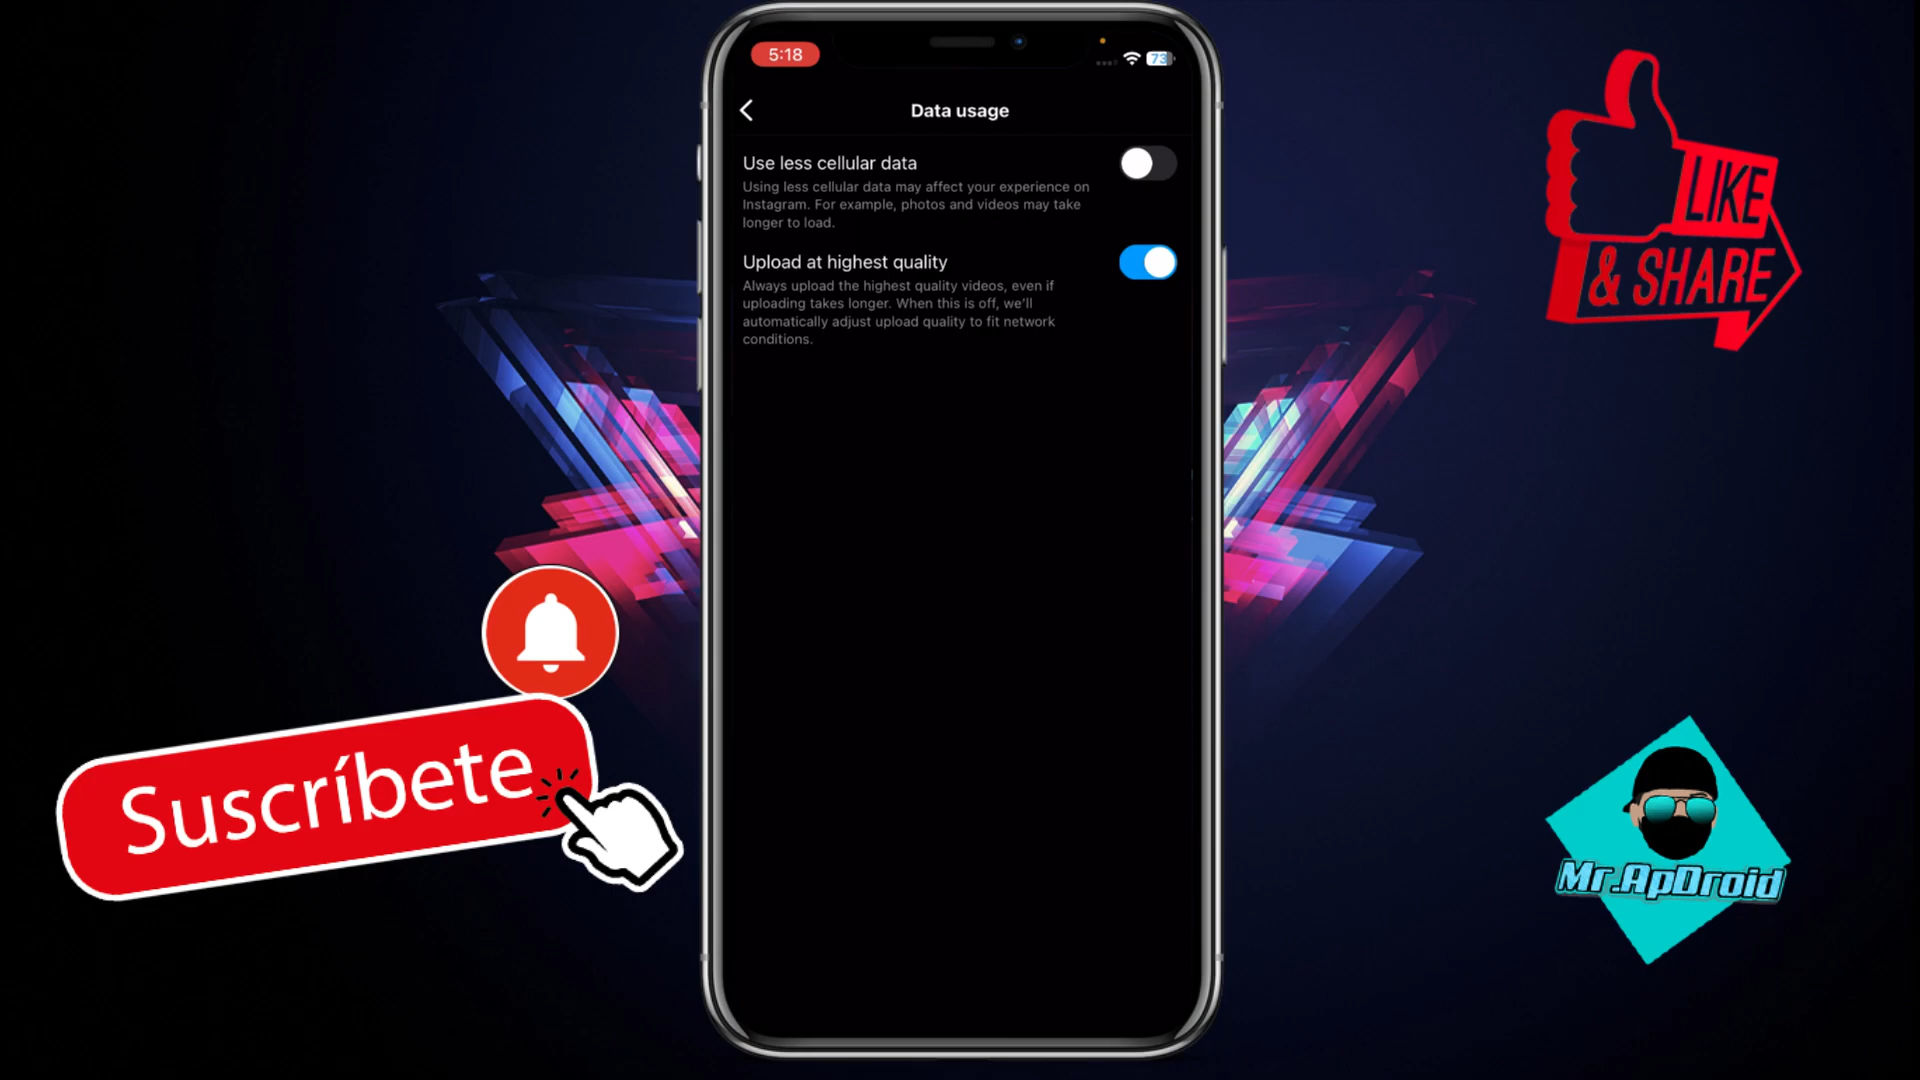 5:18
73
Data usage
Use less cellular data
Using less cellular data may affect your experience on
Instagram. For example, photos and videos may take
longer to load.
Upload at highest quality
Always upload the highest quality videos, even if
uploading takes longer. When this is off, we'll
automatically adjust upload quality to fit network
conditions.
LIKE
& SHARE
Suscríbete
Mr.ApDroid